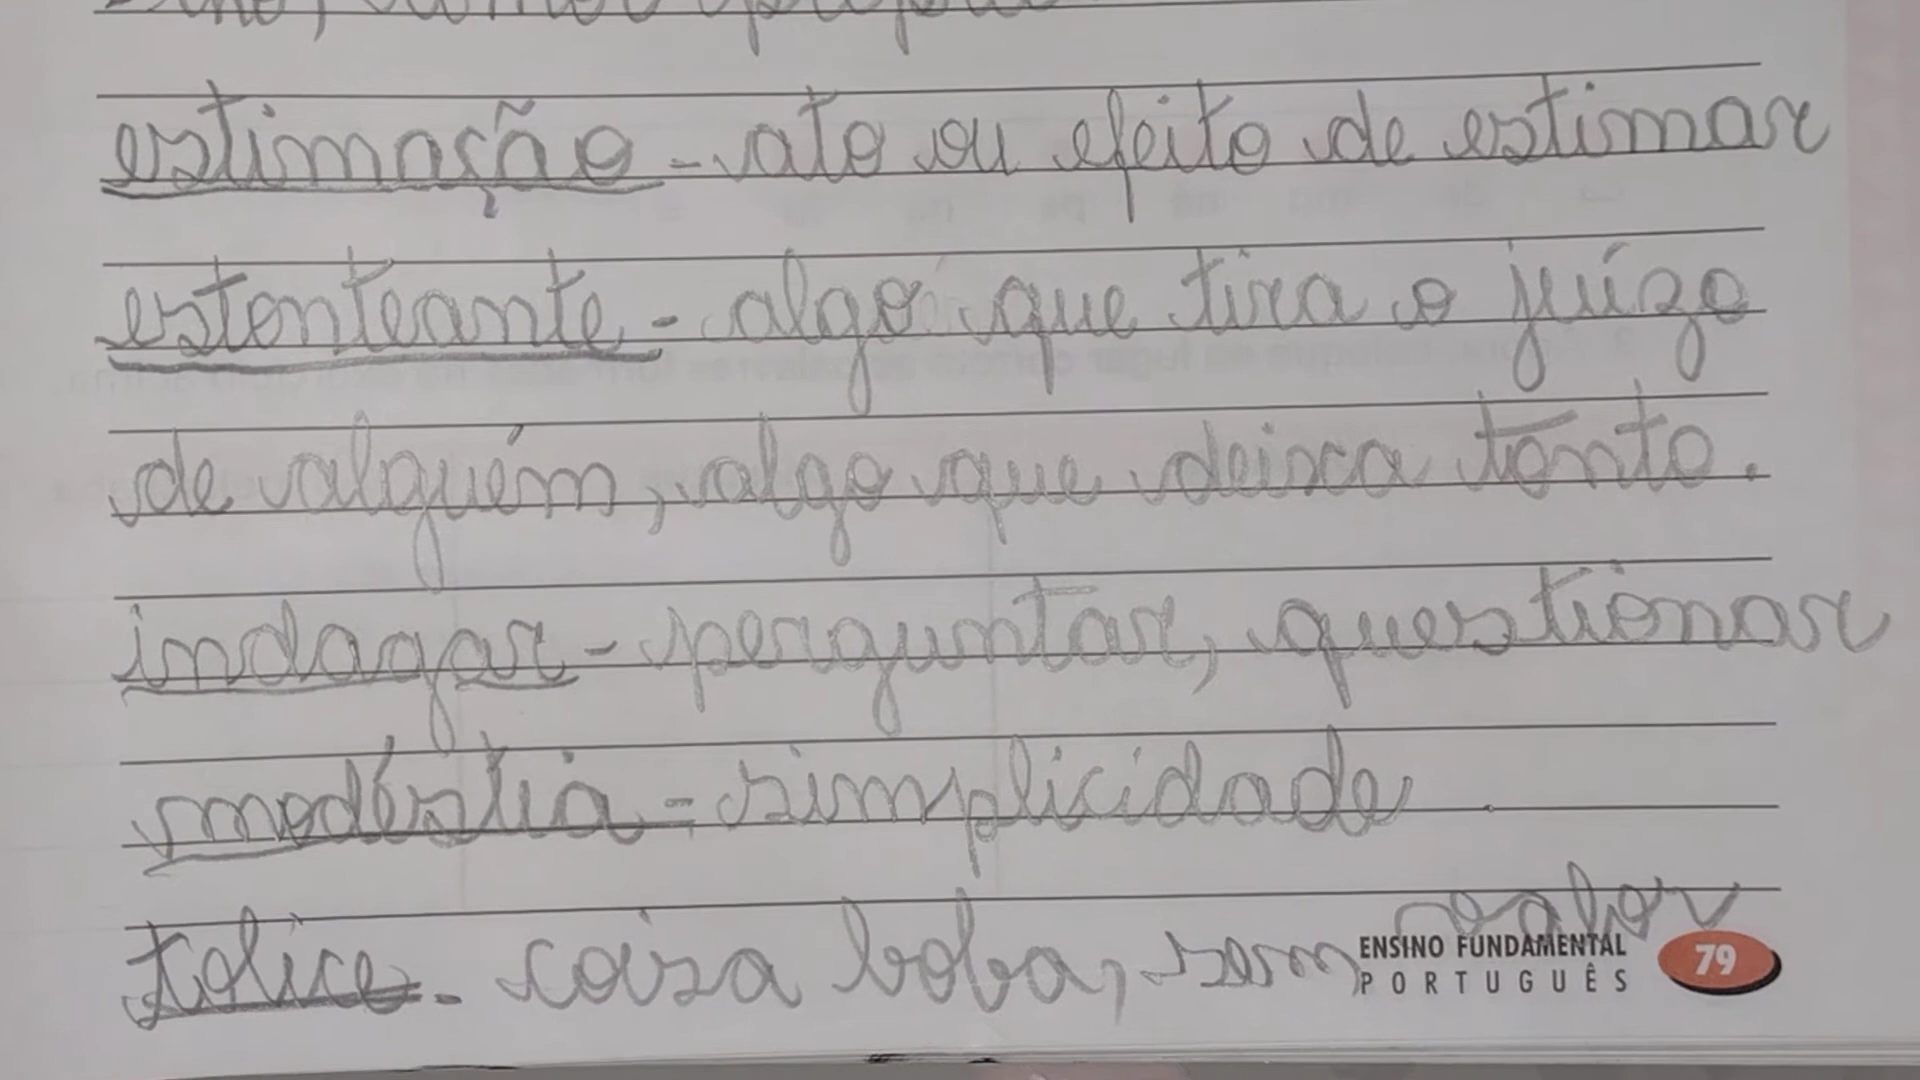 estimação - ato ou efeito de estimar
estonteante - algo que tira o juízo
de alguém, algo que deixa tonto.
indagar - perguntar, questionar
modéstia - simplicidade
tolice - coisa boba, sem valor
ENSINO FUNDAMENTAL
PORTUGUÊS
79